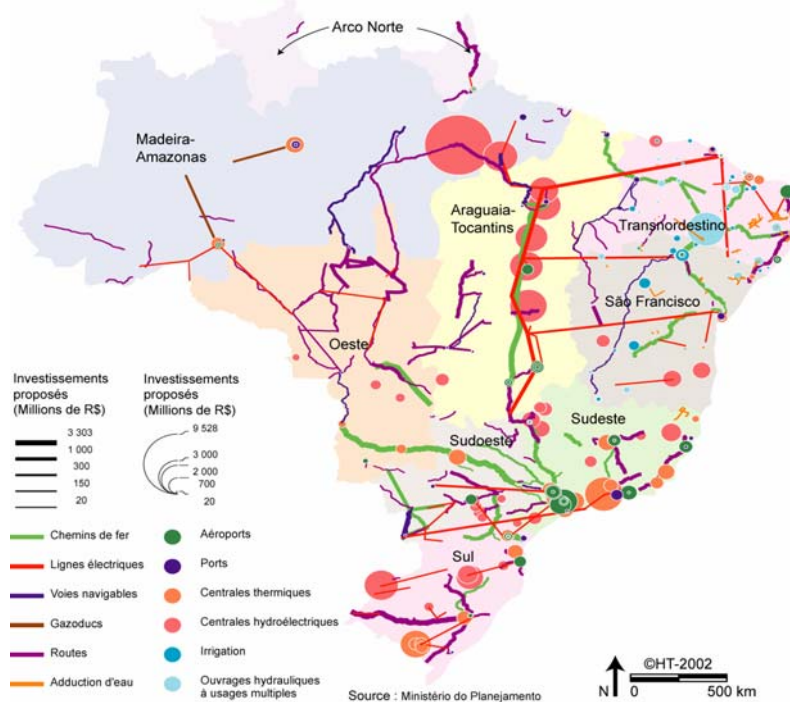 Arco Norte
Madeira-
Amazonas
Araguaia-
Tocantins
Transnordestino
São Francisco
Oeste
Sudoeste
Sudeste
Sul
Investissements
proposés
(Millions de R$)
3 303
1 000
300
150
20
Investissements
proposés
(Millions de R$)
9 528
3 000
2 000
700
20
Chemins de fer
Lignes électriques
Voies navigables
Gazoducs
Routes
Adduction d'eau
Aéroports
Ports
Centrales thermiques
Centrales hydroélectriques
Irrigation
Ouvrages hydrauliques
à usages multiples
Source : Ministério do Planejamento
N
©HT-2002
0 500 km